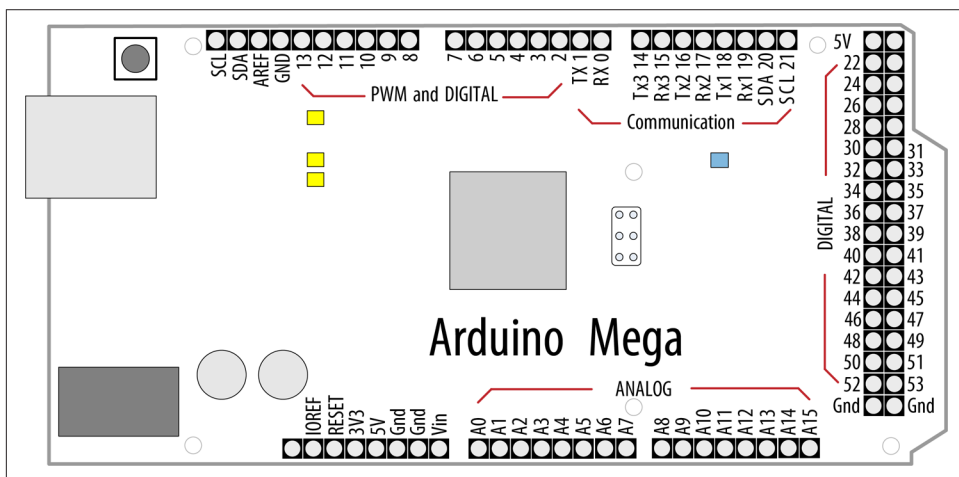 SCL SDA AREF GND 13 12 11 10 9 8
7 6 5 4 3 2 TX 1 RX 0
Tx3 14 Rx3 15 Tx2 16 Rx2 17 Tx1 18 Rx1 19 SDA 20 SCL 21
PWM and DIGITAL
Communication
5V
22
24
26
28
30 31
32 33
34 35
36 37
38 39
40 41
42 43
44 45
46 47
48 49
50 51
52 53
Gnd Gnd
DIGITAL
Arduino Mega
ANALOG
IOREF RESET 3V3 5V Gnd Gnd Vin
A0 A1 A2 A3 A4 A5 A6 A7
A8 A9 A10 A11 A12 A13 A14 A15